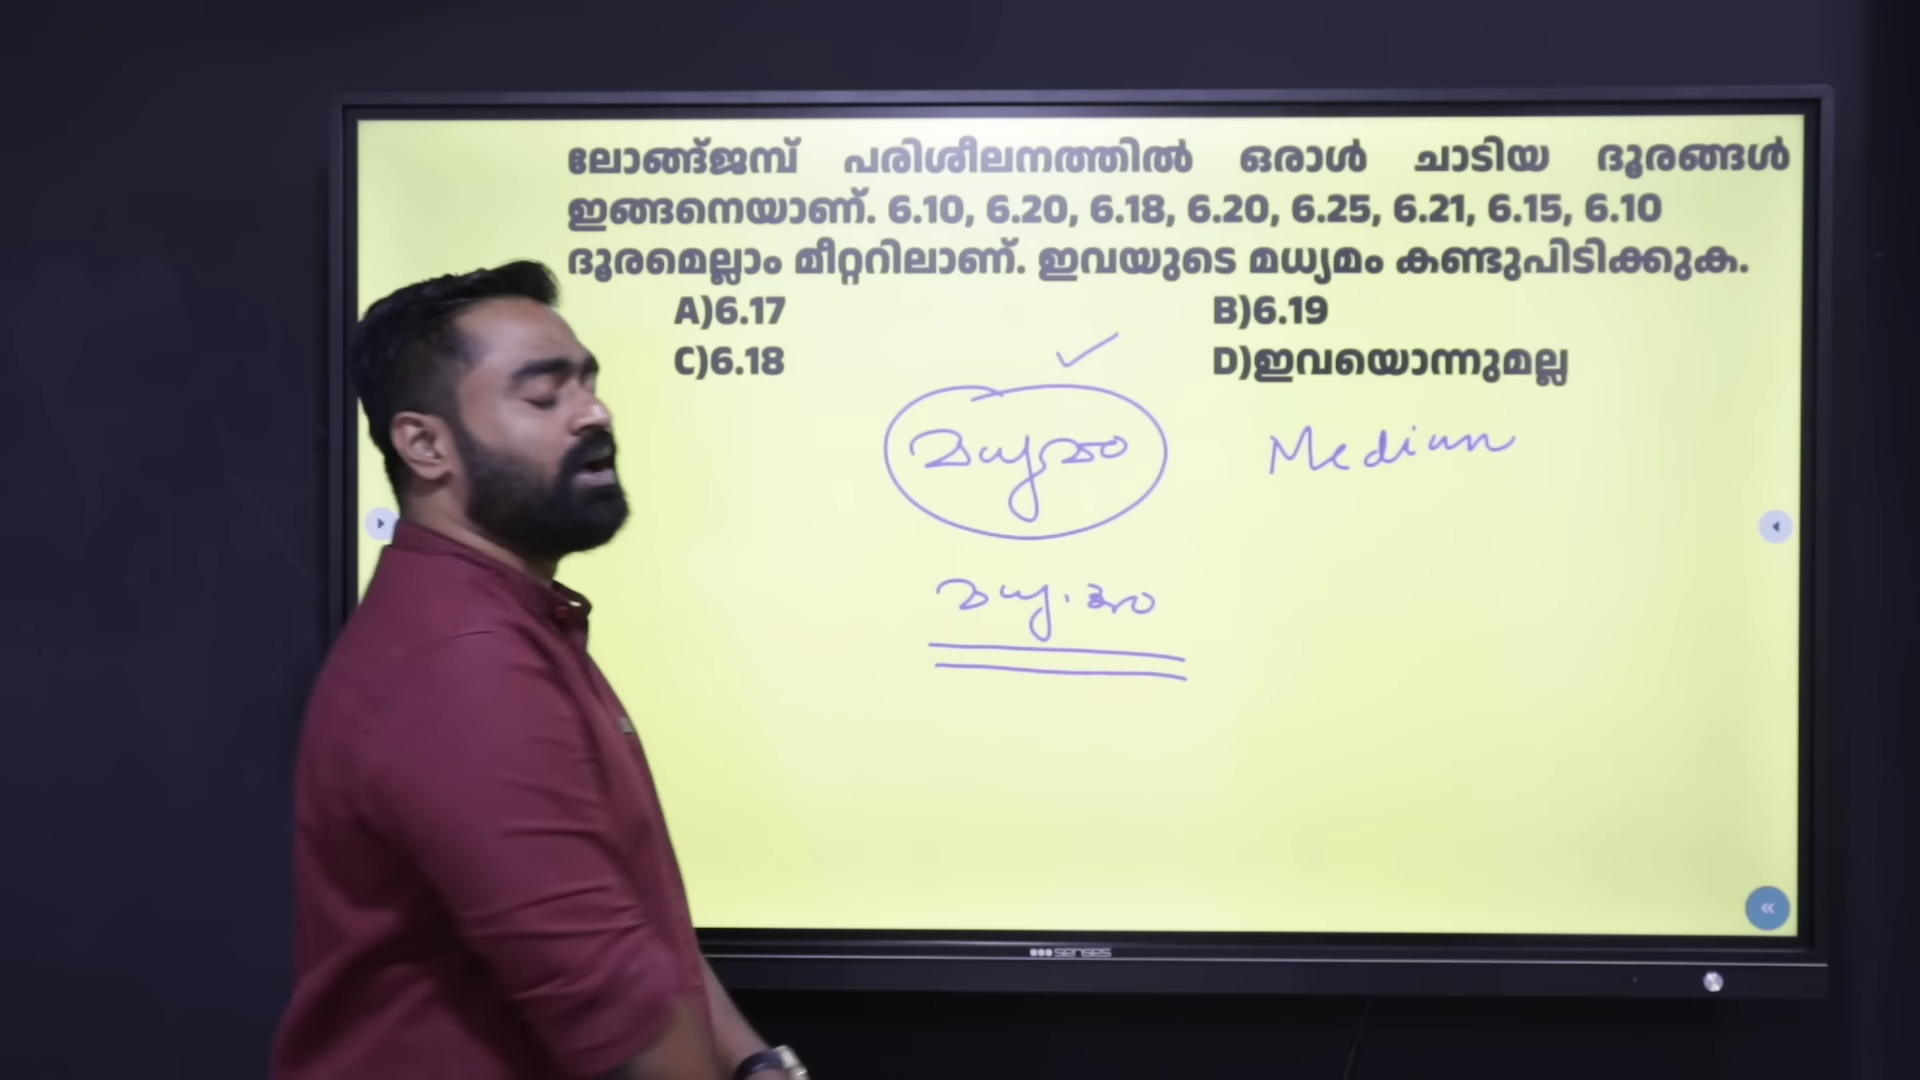 ലോങ്ങ്ജമ്പ് പരിശീലനത്തിൽ ഒരാൾ ചാടിയ ദൂരങ്ങൾ
ഇങ്ങനെയാണ്. 6.10, 6.20, 6.18, 6.20, 6.25, 6.21, 6.15, 6.10
ദൂരമെല്ലാം മീറ്ററിലാണ്. ഇവയുടെ മധ്യമം കണ്ടുപിടിക്കുക.
A)6.17 B)6.19
C)6.18 D)ഇവയൊന്നുമല്ല
മധ്യമം Median
senses